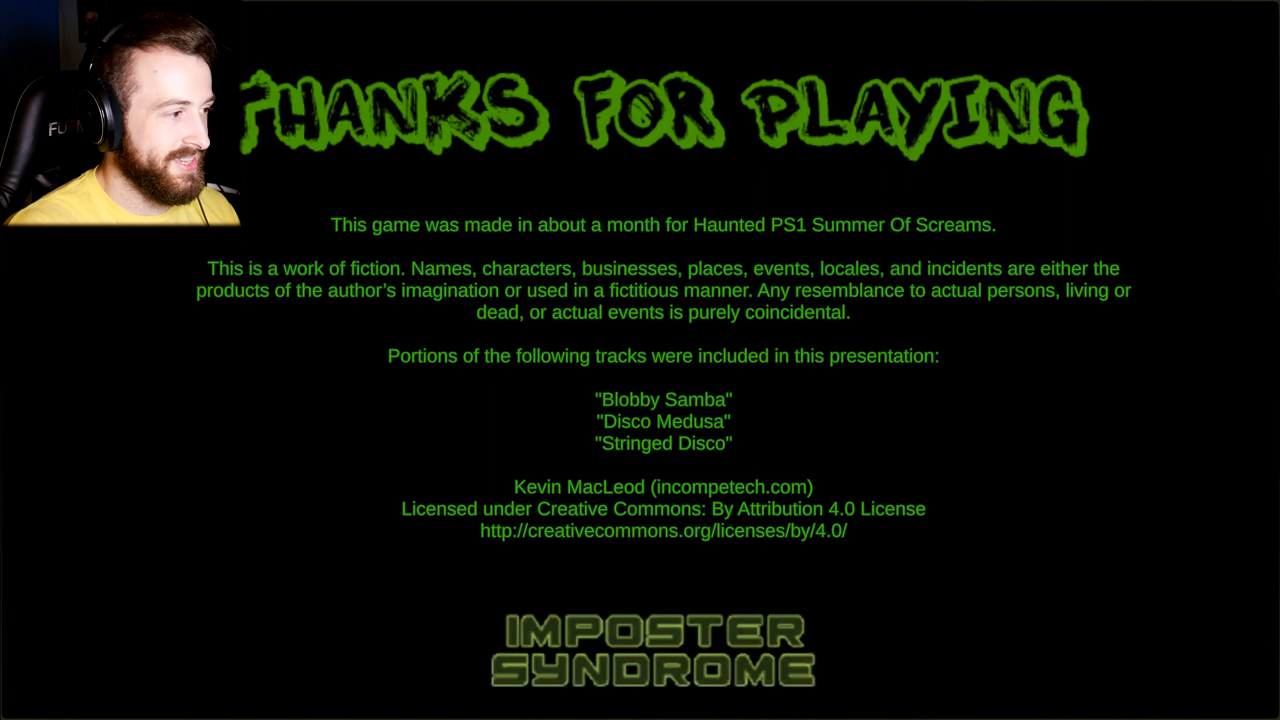 THANKS FOR PLAYING
This game was made in about a month for Haunted PS1 Summer Of Screams.
This is a work of fiction. Names, characters, businesses, places, events, locales, and incidents are either the
products of the author’s imagination or used in a fictitious manner. Any resemblance to actual persons, living or
dead, or actual events is purely coincidental.
Portions of the following tracks were included in this presentation:
"Blobby Samba"
"Disco Medusa"
"Stringed Disco"
Kevin MacLeod (incompetech.com)
Licensed under Creative Commons: By Attribution 4.0 License
http://creativecommons.org/licenses/by/4.0/
IMPOSTER
SYNDROME